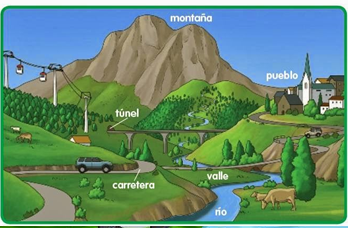 montaña
pueblo
túnel
carretera
valle
río